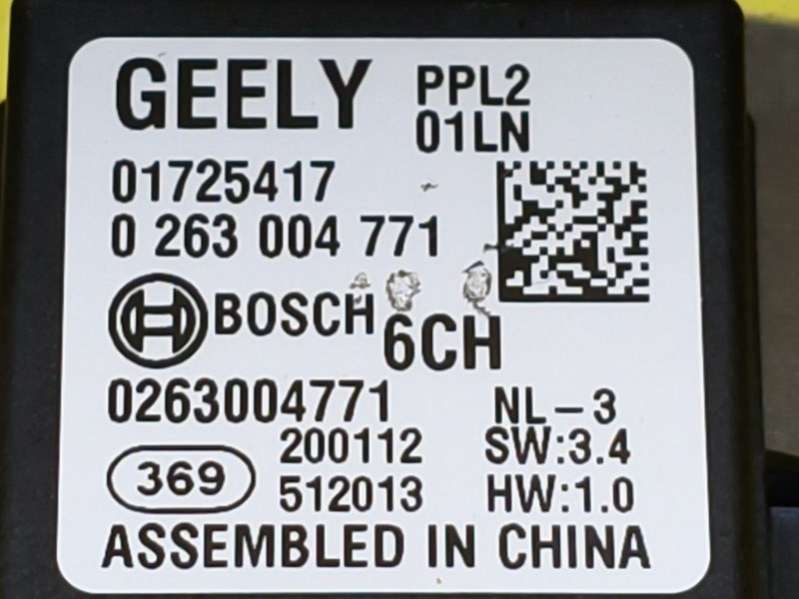 GEELY PPL2
01LN
01725417
0 263 004 771
BOSCH 6CH
0263004771 NL-3
200112 SW:3.4
369
512013 HW:1.0
ASSEMBLED IN CHINA